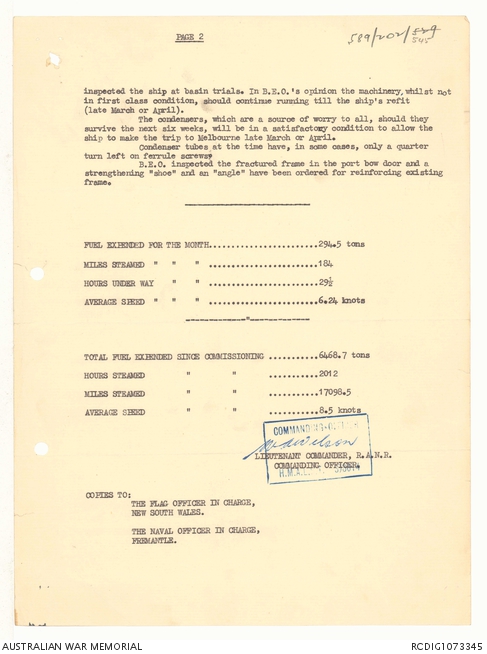 PAGE 2
589/202/529
545
inspected the ship at basin trials. In B.E.O.'s opinion the machinery, whilst not
in first class condition, should continue running till the ship's refit
(late March or April).
The condensers, which are a source of worry to all, should they
survive the next six weeks, will be in a satisfactory condition to allow the
ship to make the trip to Melbourne late March or April.
Condenser tubes at the time have, in some cases, only a quarter
turn left on ferrule screws.
B.E.O. inspected the fractured frame in the port bow door and a
strengthening "shoe" and an "angle" have been ordered for reinforcing existing
frame.
FUEL EXPENDED FOR THE MONTH.......................294.5 tons
MILES STEAMED " " " .........................184
HOURS UNDER WAY " " .........................29½
AVERAGE SPEED " " " .........................6.24 knots
TOTAL FUEL EXPENDED SINCE COMMISSIONING ...........6468.7 tons
HOURS STEAMED " " ...........2012
MILES STEAMED " " ...........17098.5
AVERAGE SPEED " " ...........8.5 knots
COMMANDING OFFICER
LIEUTENANT COMMANDER, R.A.N.R.
COMMANDING OFFICER.
H.M.A.
COPIES TO:
THE FLAG OFFICER IN CHARGE,
NEW SOUTH WALES.
THE NAVAL OFFICER IN CHARGE,
FREMANTLE.
AUSTRALIAN WAR MEMORIAL
RCDIG1073345